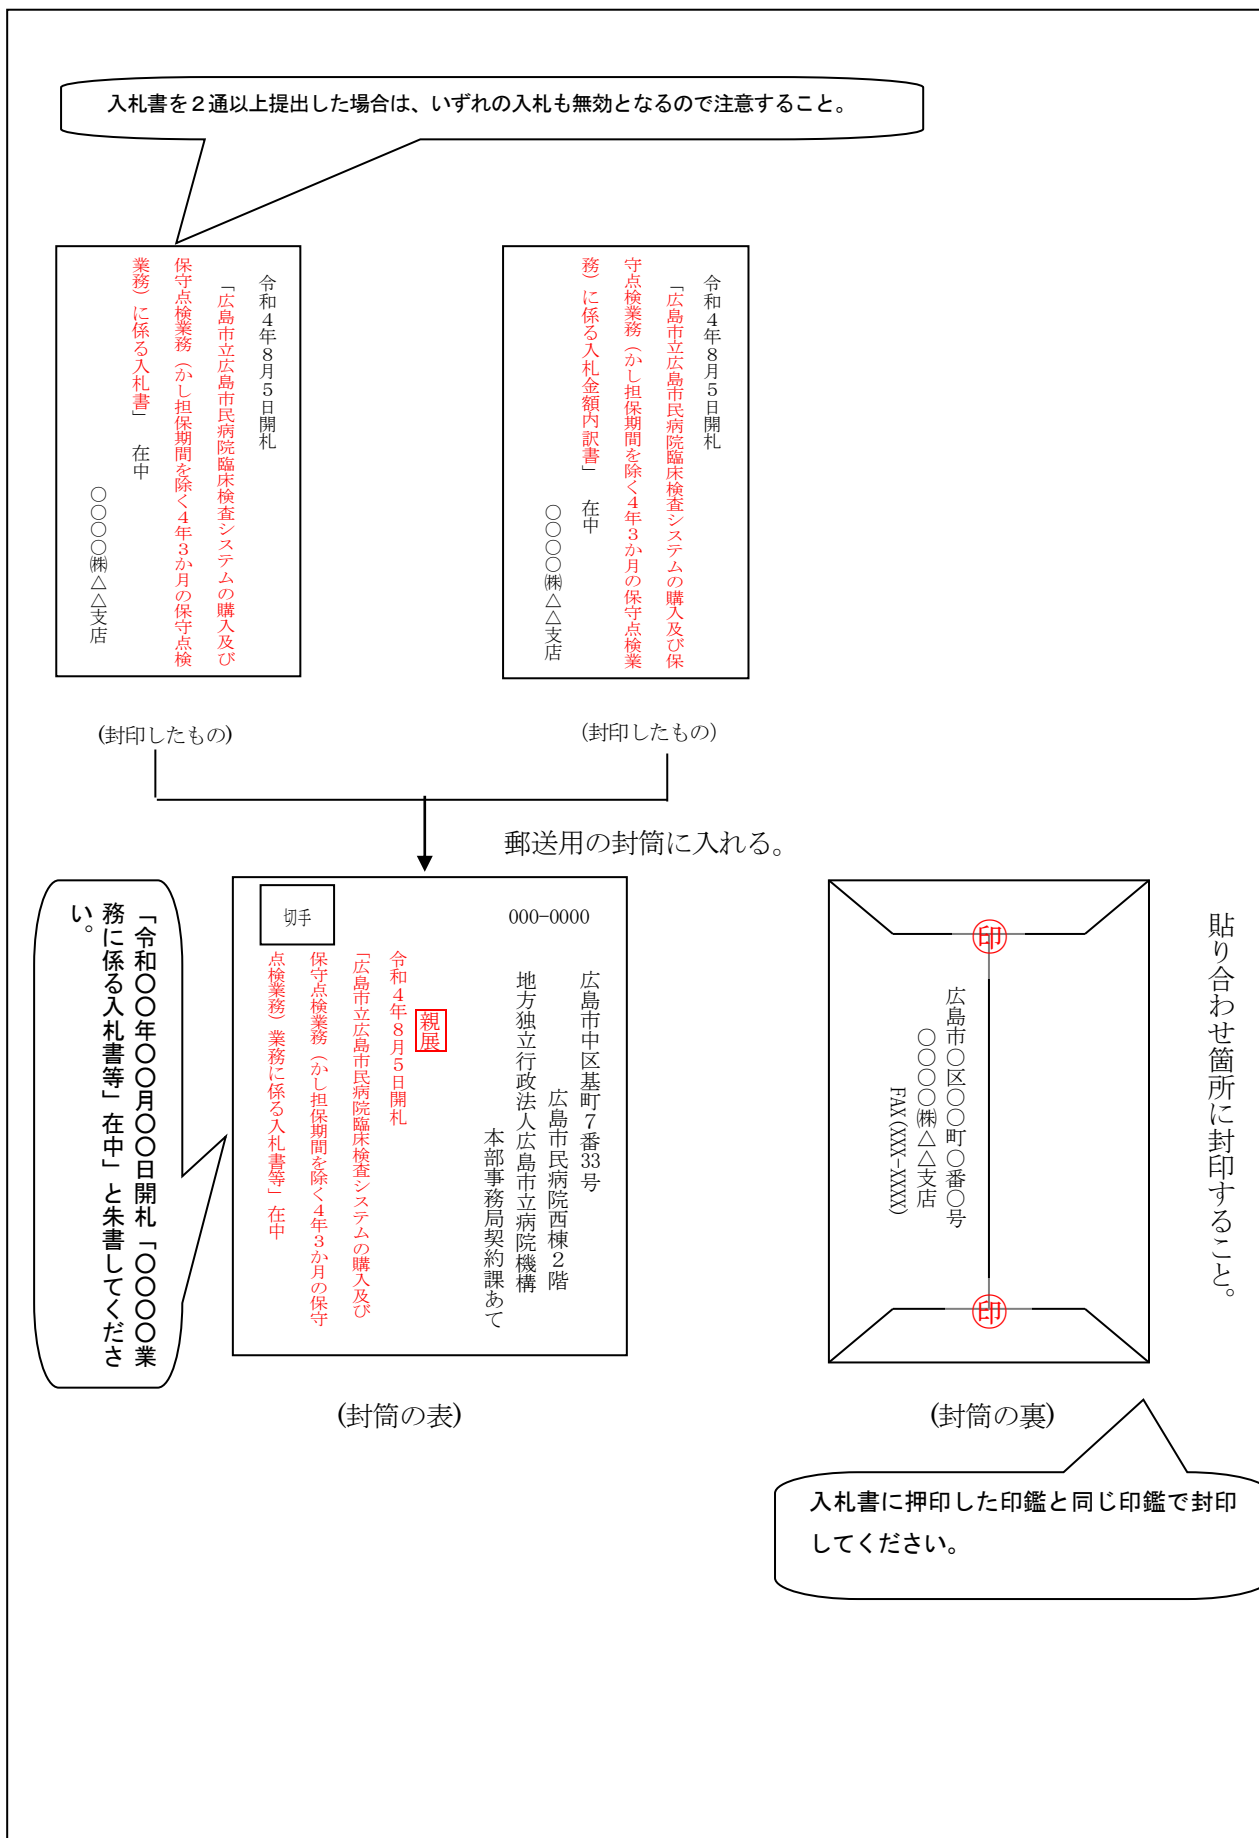 入札書を２通以上提出した場合は、いずれの入札も無効となるので注意すること。
令和４年８月５日開札
「広島市立広島市民病院臨床検査システムの購入及び
保守点検業務（かし担保期間を除く４年３か月の保守点検
業務）に係る入札書」　在中
○○○○㈱△△支店
令和４年８月５日開札
「広島市立広島市民病院臨床検査システムの購入及び保
守点検業務（かし担保期間を除く４年３か月の保守点検業
務）に係る入札金額内訳書」　在中
○○○○㈱△△支店
(封印したもの)
(封印したもの)
郵送用の封筒に入れる。
「令和〇〇年〇〇月〇〇日開札「〇〇〇〇業
務に係る入札書等」在中」と朱書してくださ
い。
切手
000-0000
広島市中区基町７番33号
広島市民病院西棟２階
地方独立行政法人広島市立病院機構
本部事務局契約課あて
親展
令和４年８月５日開札
「広島市立広島市民病院臨床検査システムの購入及び
保守点検業務（かし担保期間を除く４年３か月の保守
点検業務）業務に係る入札書等」在中
(封筒の表)
貼り合わせ箇所に封印すること。
印
広島市○区○○町○番○号
○○○○㈱△△支店
FAX(XXX-XXXX)
印
(封筒の裏)
入札書に押印した印鑑と同じ印鑑で封印
してください。